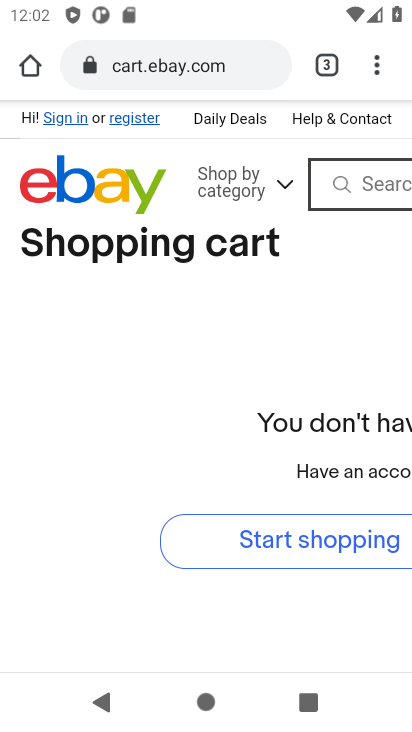 12:02
cart.ebay.com
3
Hi! Sign in or register
Daily Deals
Help & Contact
ebay
Shop by
category
Searc
Shopping cart
You don't hav
Have an acco
Start shopping